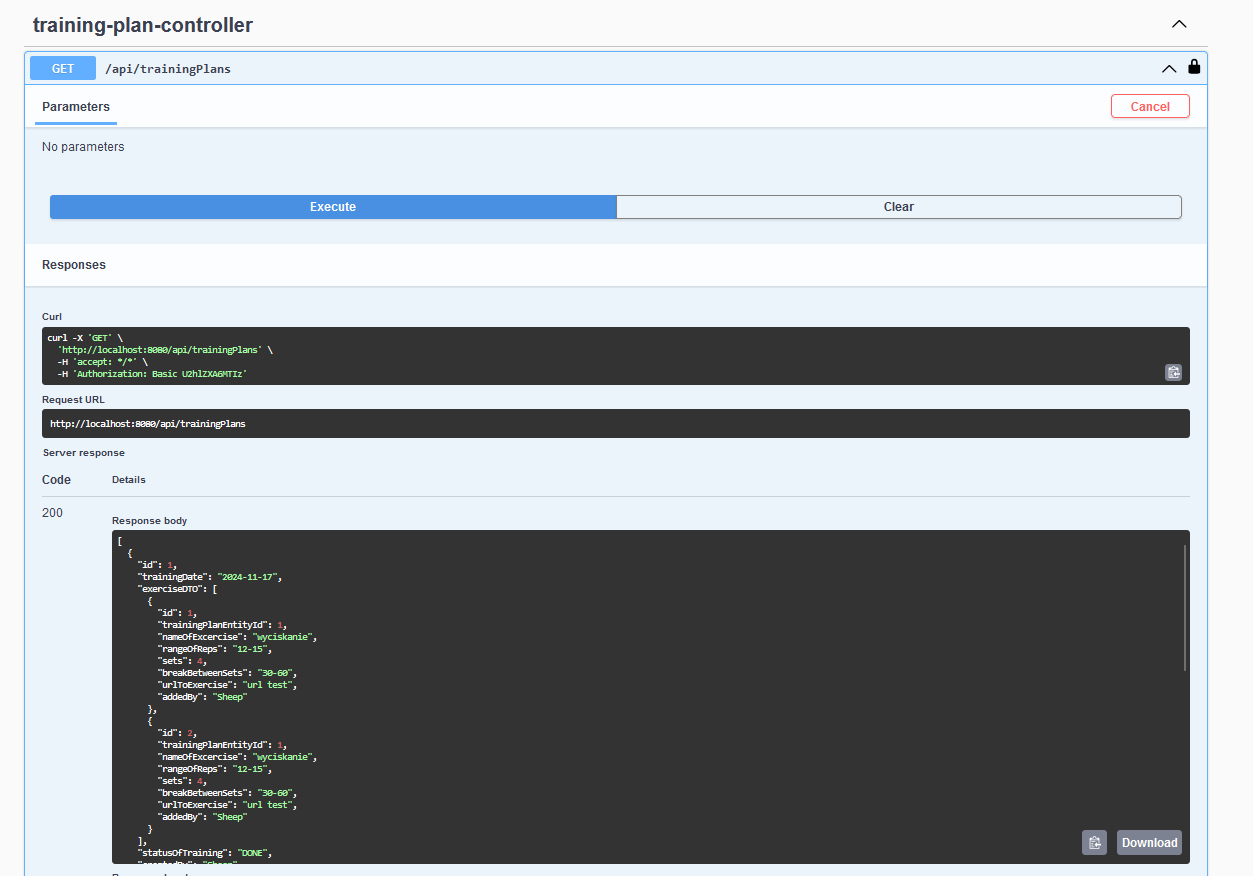 training-plan-controller
GET /api/trainingPlans
Parameters
Cancel
No parameters
Execute
Clear
Responses
Curl
curl -X 'GET' \
'http://localhost:8080/api/trainingPlans' \
-H 'accept: */*' \
-H 'Authorization: Basic U2hlZXA6MTIz'
Request URL
http://localhost:8080/api/trainingPlans
Server response
Code Details
200
Response body
[
{
"id": 1,
"trainingDate": "2024-11-17",
"exerciseDTO": [
{
"id": 1,
"trainingPlanEntityId": 1,
"nameOfExcercise": "wyciskanie",
"rangeOfReps": "12-15",
"sets": 4,
"breakBetweenSets": "30-60",
"urlToExercise": "url test",
"addedBy": "Sheep"
},
{
"id": 2,
"trainingPlanEntityId": 1,
"nameOfExcercise": "wyciskanie",
"rangeOfReps": "12-15",
"sets": 4,
"breakBetweenSets": "30-60",
"urlToExercise": "url test",
"addedBy": "Sheep"
}
],
"statusOfTraining": "DONE",
Download